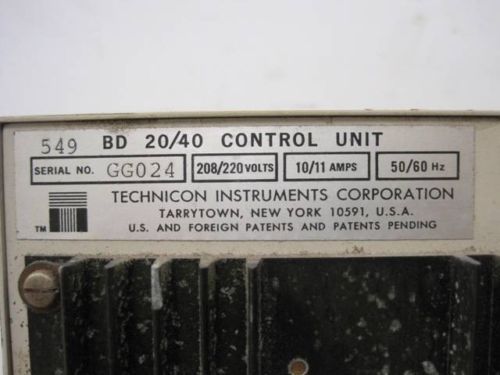 549 BD 20/40 CONTROL UNIT
SERIAL NO. GG024 208/220 VOLTS 10/11 AMPS 50/60 Hz
TECHNICON INSTRUMENTS CORPORATION
TARRYTOWN, NEW YORK 10591, U.S.A.
TM U.S. AND FOREIGN PATENTS AND PATENTS PENDING